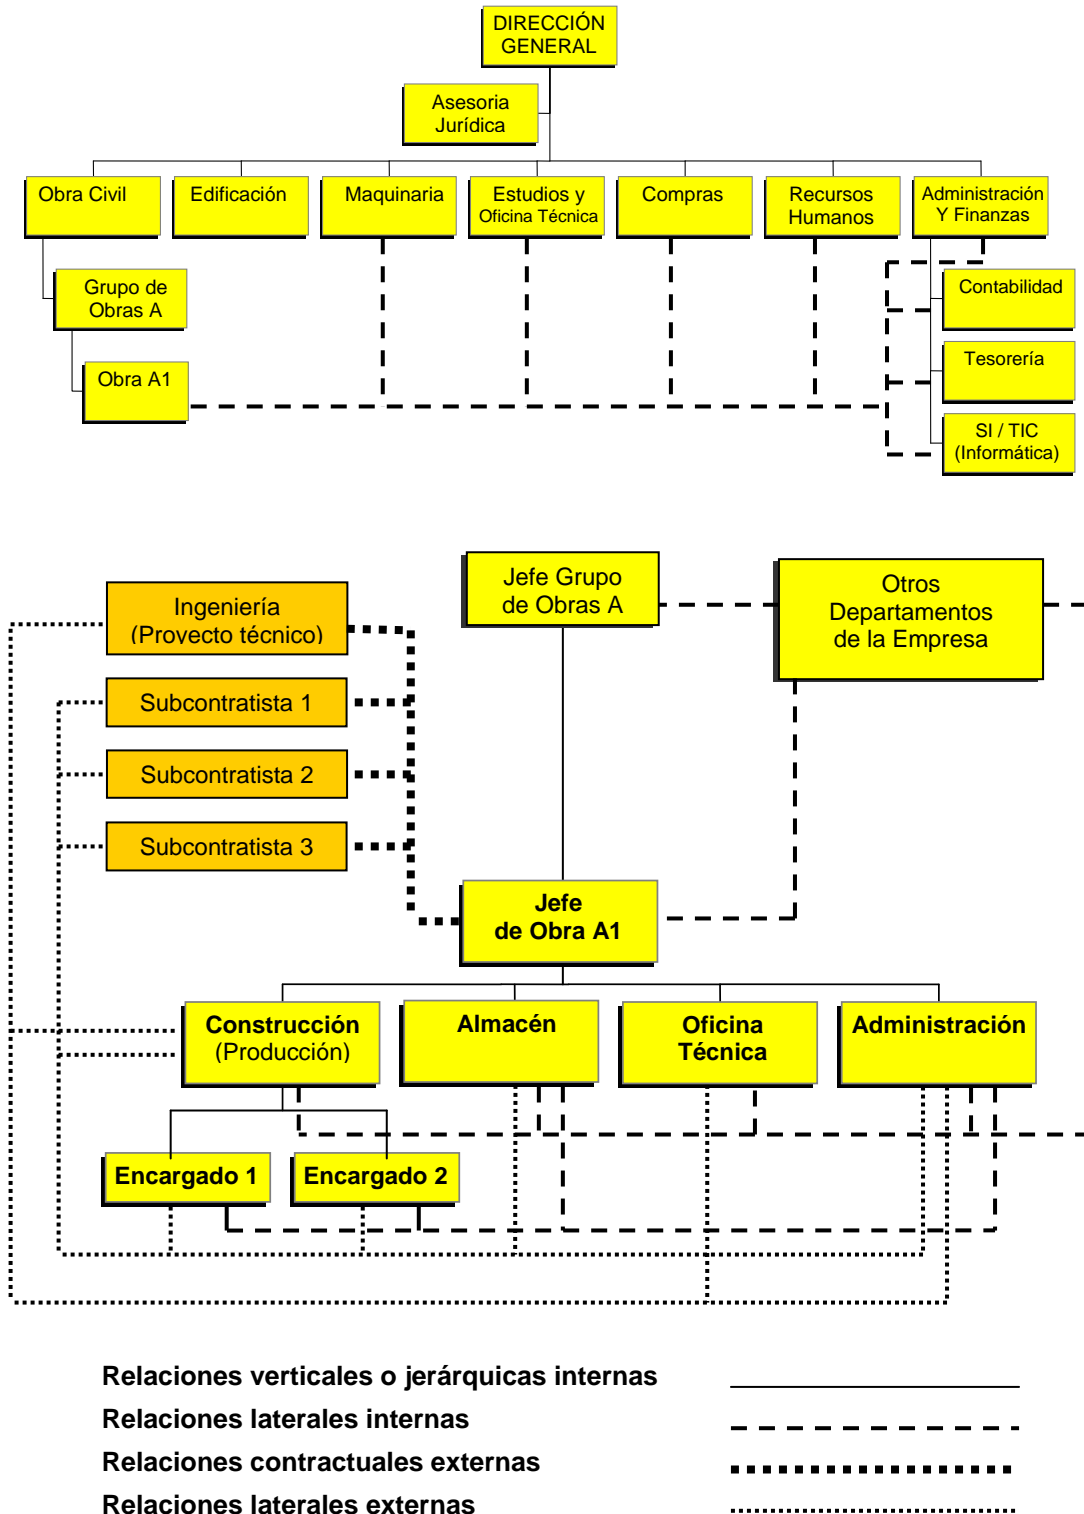 DIRECCIÓN
GENERAL
Asesoria
Jurídica
Obra Civil
Edificación
Maquinaria
Estudios y
Oficina Técnica
Compras
Recursos
Humanos
Administración
Y Finanzas
Grupo de
Obras A
Obra A1
Contabilidad
Tesorería
SI / TIC
(Informática)
Jefe Grupo
de Obras A
Otros
Departamentos
de la Empresa
Ingeniería
(Proyecto técnico)
Subcontratista 1
Subcontratista 2
Subcontratista 3
Jefe
de Obra A1
Construcción
(Producción)
Almacén
Oficina
Técnica
Administración
Encargado 1
Encargado 2
Relaciones verticales o jerárquicas internas
Relaciones laterales internas
Relaciones contractuales externas
Relaciones laterales externas